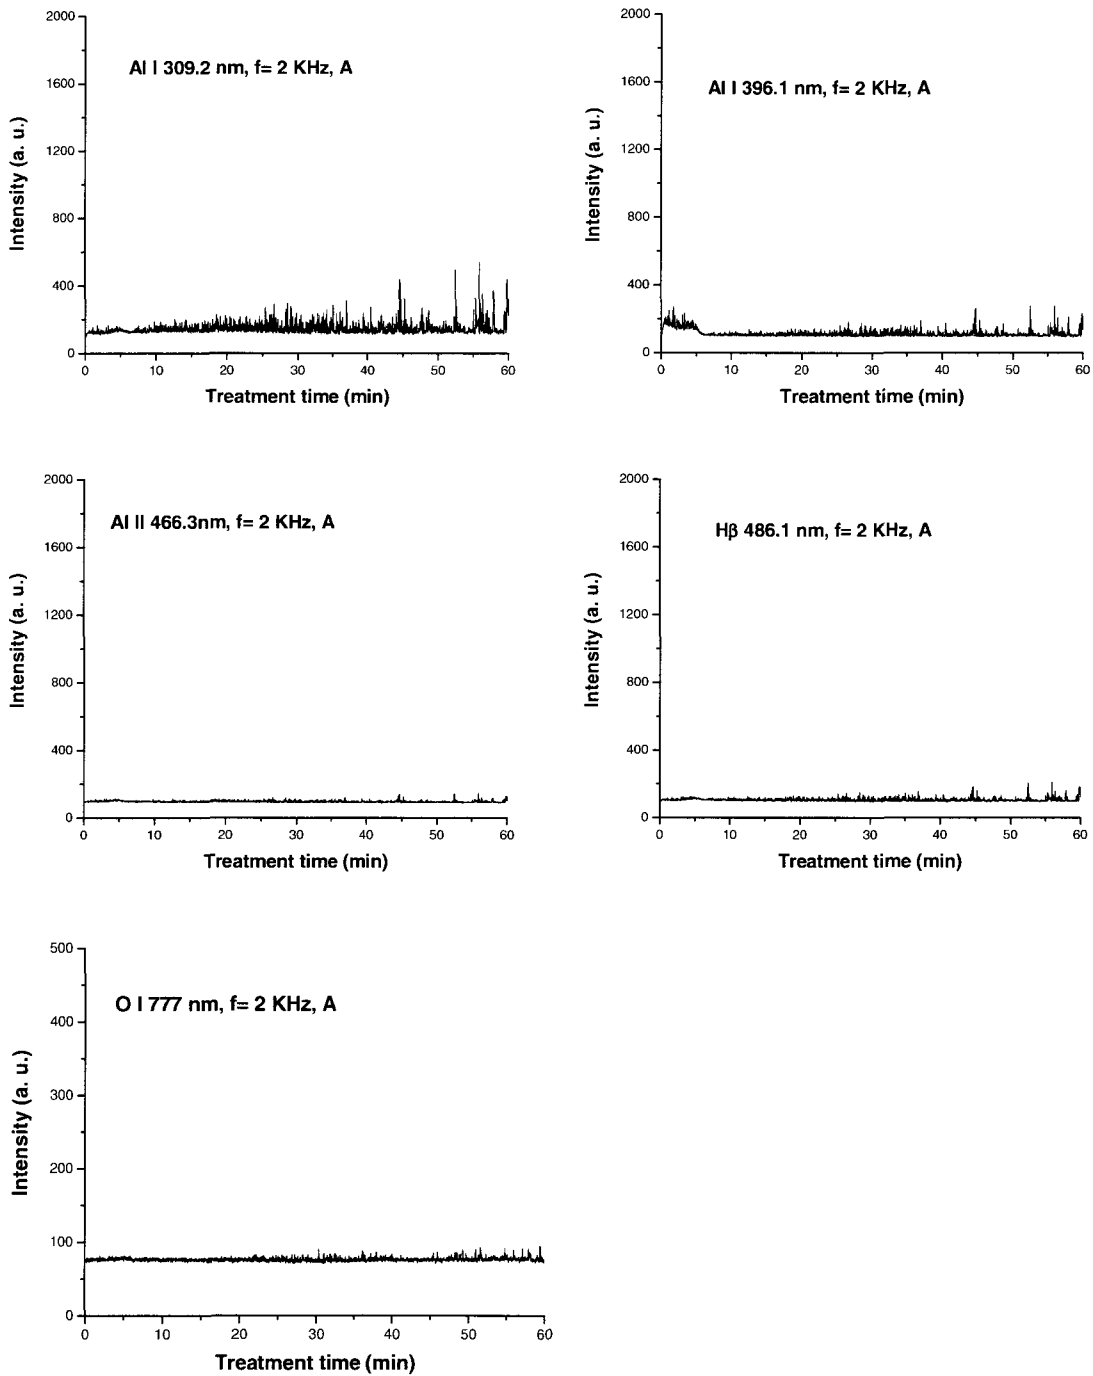 2000
1600
1200
800
400
0
Intensity (a. u.)
Al I 309.2 nm, f= 2 KHz, A
0 10 20 30 40 50 60
Treatment time (min)
2000
1600
1200
800
400
0
Intensity (a. u.)
Al I 396.1 nm, f= 2 KHz, A
0 10 20 30 40 50 60
Treatment time (min)
2000
1600
1200
800
400
0
Intensity (a. u.)
Al II 466.3nm, f= 2 KHz, A
0 10 20 30 40 50 60
Treatment time (min)
2000
1600
1200
800
400
0
Intensity (a. u.)
Hβ 486.1 nm, f= 2 KHz, A
0 10 20 30 40 50 60
Treatment time (min)
500
400
300
200
100
0
Intensity (a. u.)
O I 777 nm, f= 2 KHz, A
0 10 20 30 40 50 60
Treatment time (min)